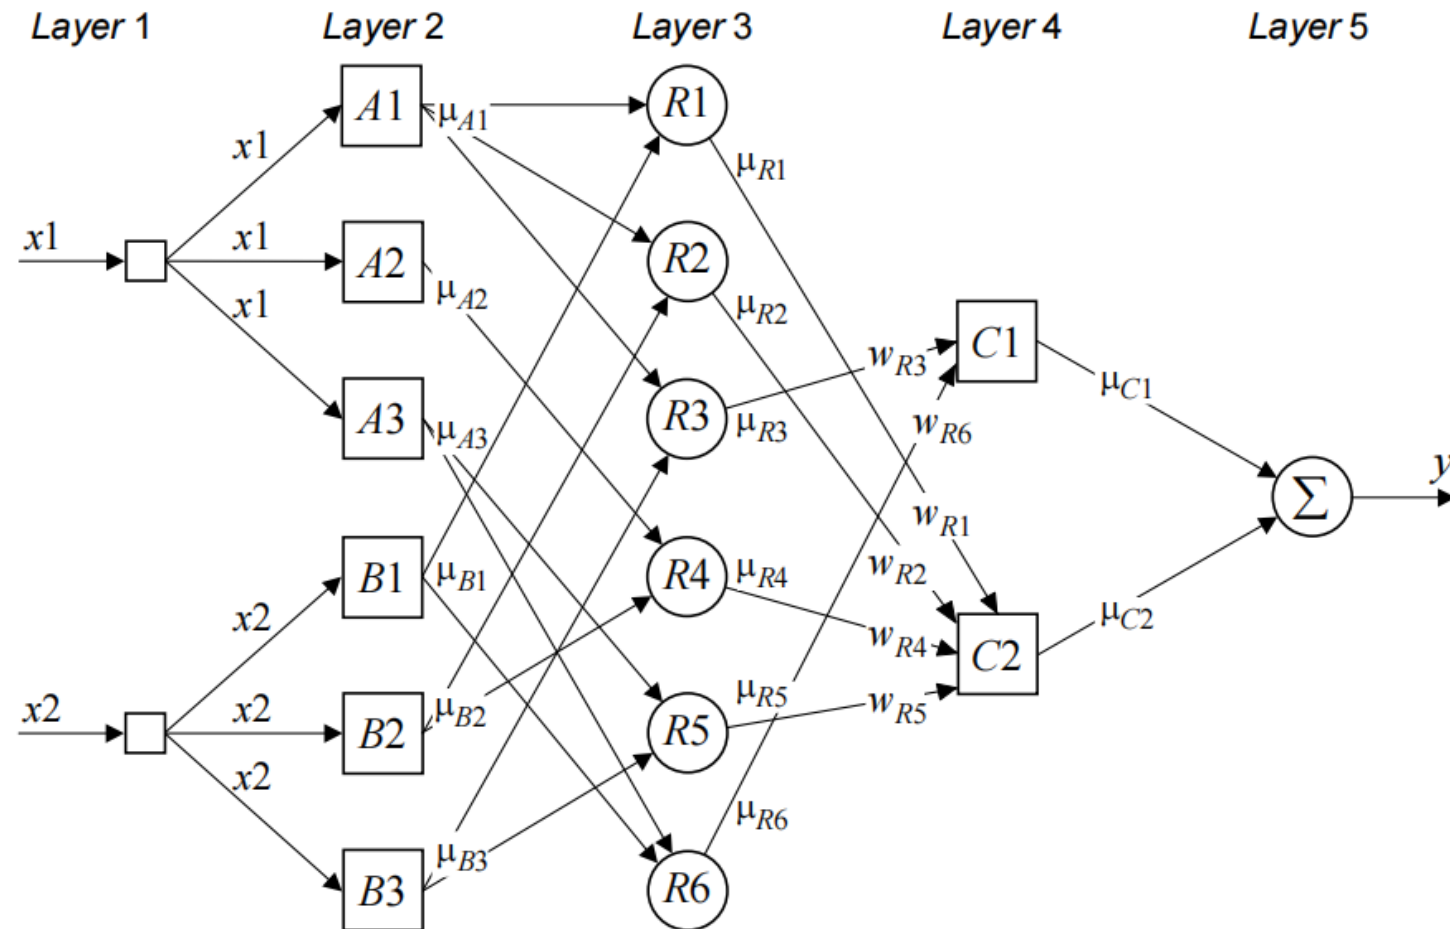 Layer 1 Layer 2 Layer 3 Layer 4 Layer 5
A1 μA1 R1
x1 μR1
x1 x1 A2 R2
μA2 μR2
x1 C1
wR3 μC1
A3 μA3 R3 μR3 wR6
y
Σ
wR1
B1 μB1 R4 μR4 wR2
x2 μC2
wR4 C2
x2 x2 B2 μB2 R5 μR5 wR5
x2
μR6
B3 μB3 R6